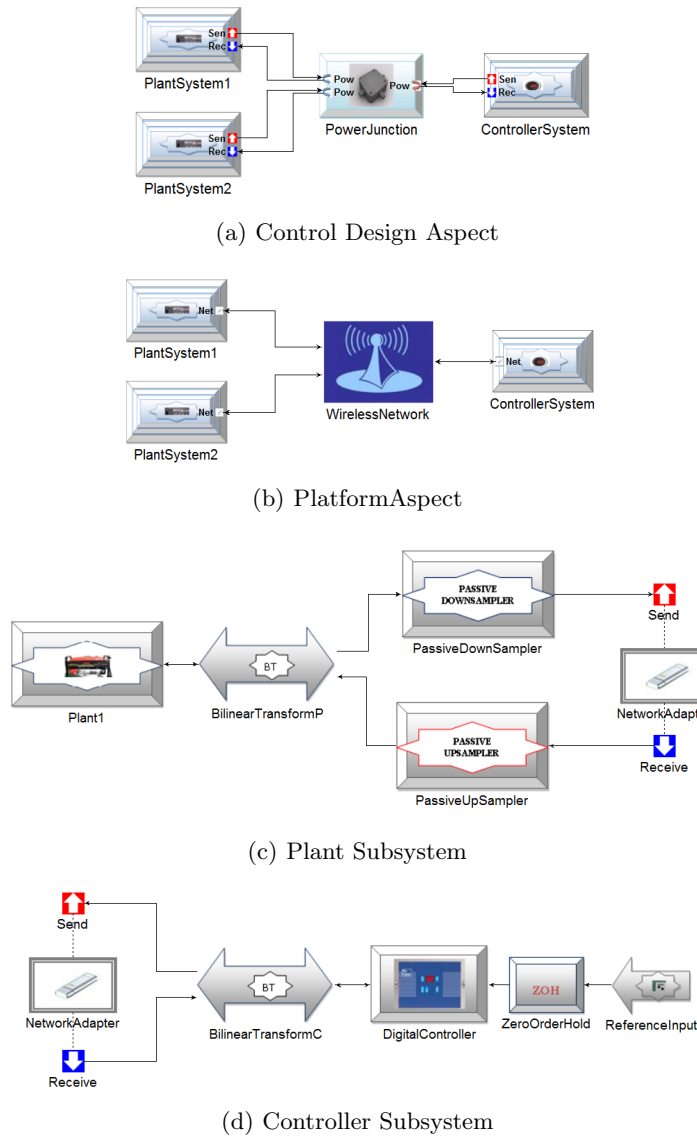 Sen
Rec
PlantSystem1
Pow
Pow
Pow
PowerJunction
Sen
Rec
ControllerSystem
Sen
Rec
PlantSystem2
(a) Control Design Aspect
Net
PlantSystem1
WirelessNetwork
Net
ControllerSystem
Net
PlantSystem2
(b) PlatformAspect
PASSIVE
DOWNSAMPLER
PassiveDownSampler
Send
Plant1
BT
BilinearTransformP
NetworkAdapt
PASSIVE
UPSAMPLER
PassiveUpSampler
Receive
(c) Plant Subsystem
Send
NetworkAdapter
Receive
BT
BilinearTransformC
DigitalController
ZOH
ZeroOrderHold
ReferenceInput
(d) Controller Subsystem